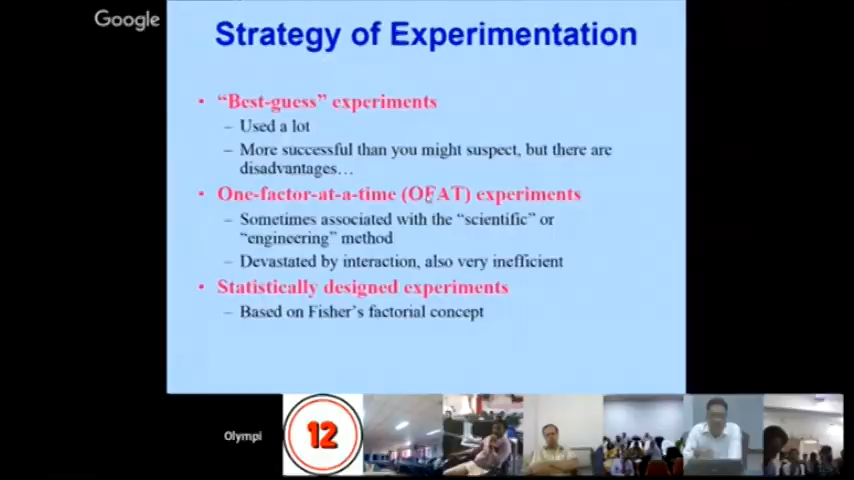 Google
Strategy of Experimentation
• “Best-guess” experiments
– Used a lot
– More successful than you might suspect, but there are
disadvantages…
• One-factor-at-a-time (OFAT) experiments
– Sometimes associated with the “scientific” or
“engineering” method
– Devastated by interaction, also very inefficient
• Statistically designed experiments
– Based on Fisher’s factorial concept
Olympi
12